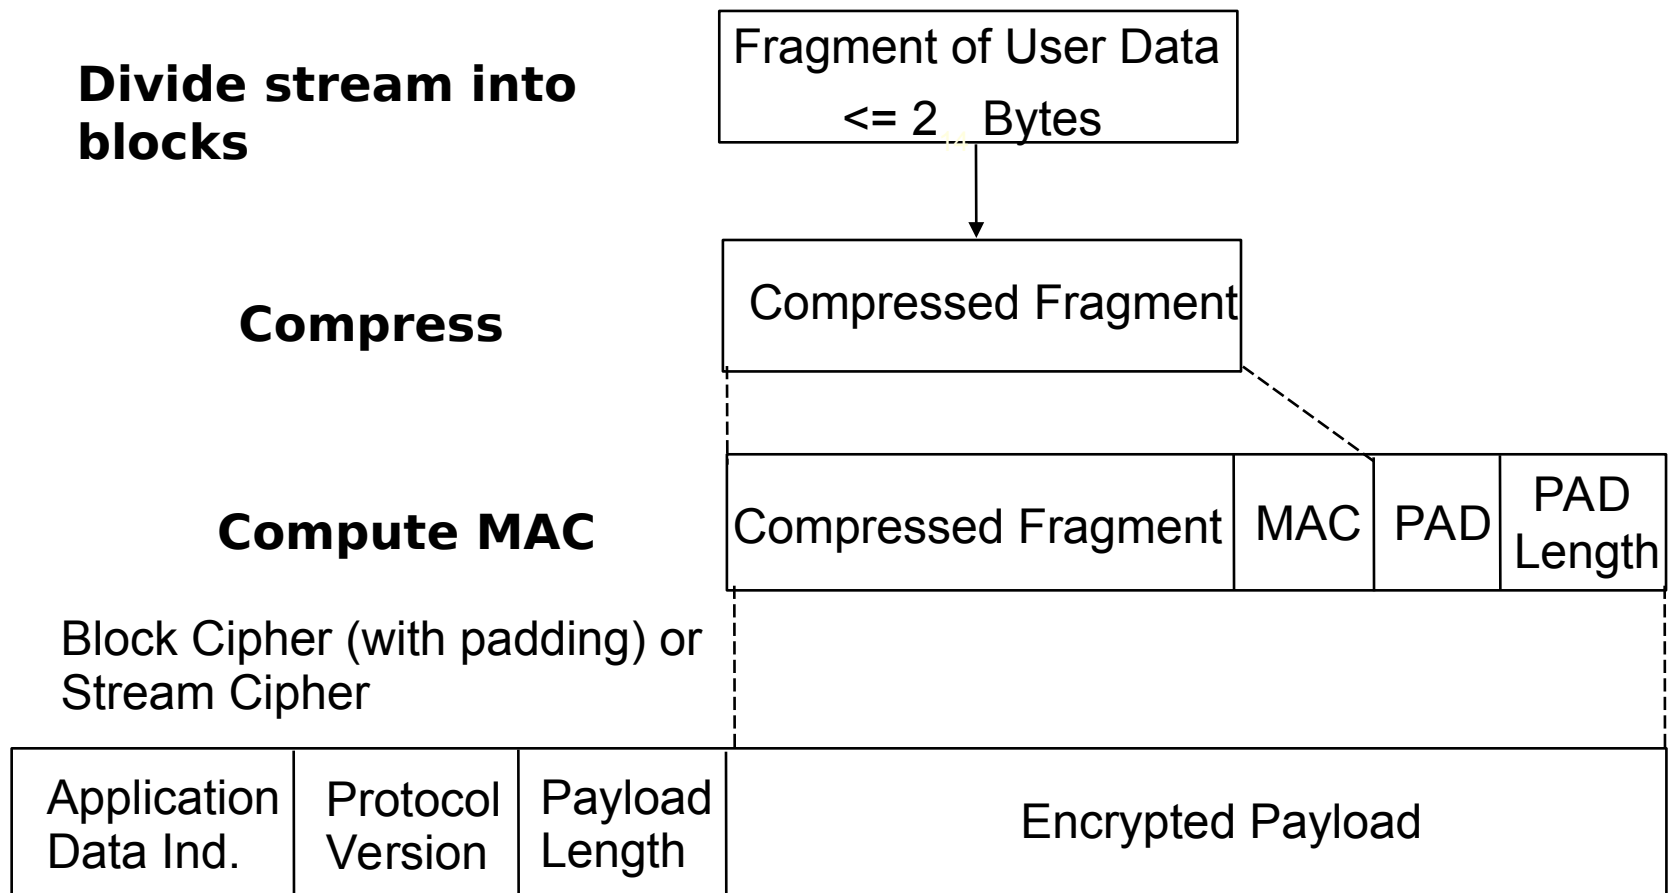 Divide stream into
blocks
Fragment of User Data
<= 2 14 Bytes
Compress
Compressed Fragment
Compute MAC
Compressed Fragment
MAC
PAD
PAD
Length
Block Cipher (with padding) or
Stream Cipher
Application
Data Ind.
Protocol
Version
Payload
Length
Encrypted Payload